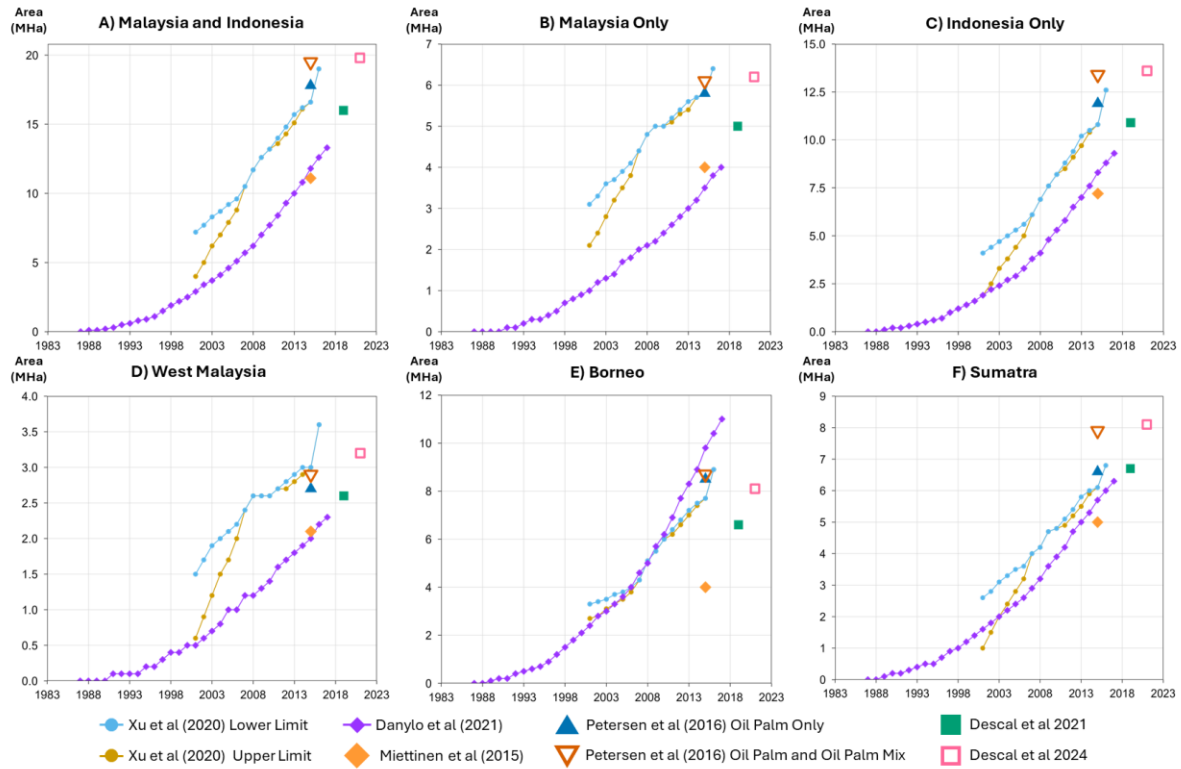 Area
(MHa)
A) Malaysia and Indonesia
Area
(MHa)
B) Malaysia Only
Area
(MHa)
C) Indonesia Only
20
15
10
5
0
1983 1988 1993 1998 2003 2008 2013 2018 2023
7
6
5
4
3
2
1
0
1983 1988 1993 1998 2003 2008 2013 2018 2023
15.0
12.5
10.0
7.5
5.0
2.5
0.0
1983 1988 1993 1998 2003 2008 2013 2018 2023
Area
(MHa)
D) West Malaysia
Area
(MHa)
E) Borneo
Area
(MHa)
F) Sumatra
4.0
3.5
3.0
2.5
2.0
1.5
1.0
0.5
0.0
1983 1988 1993 1998 2003 2008 2013 2018 2023
12
10
8
6
4
2
0
1983 1988 1993 1998 2003 2008 2013 2018 2023
9
8
7
6
5
4
3
2
1
0
1983 1988 1993 1998 2003 2008 2013 2018 2023
Xu et al (2020) Lower Limit
Danylo et al (2021)
Petersen et al (2016) Oil Palm Only
Descal et al 2021
Xu et al (2020) Upper Limit
Miettinen et al (2015)
Petersen et al (2016) Oil Palm and Oil Palm Mix
Descal et al 2024